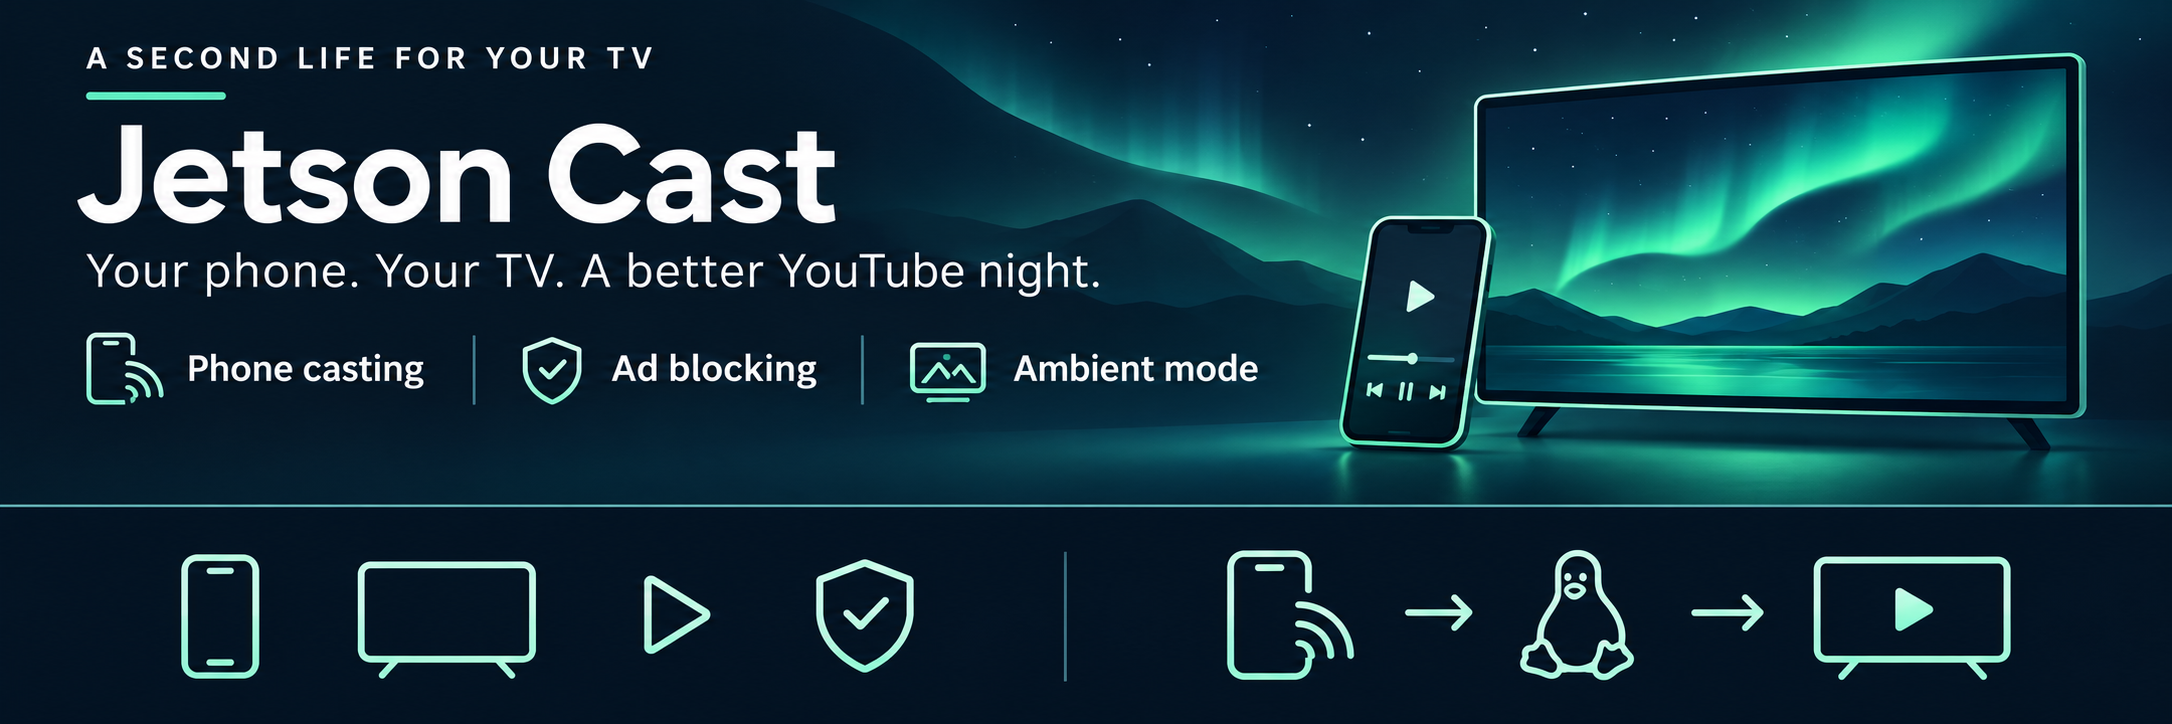 A SECOND LIFE FOR YOUR TV
Jetson Cast
Your phone. Your TV. A better YouTube night.
Phone casting
Ad blocking
Ambient mode